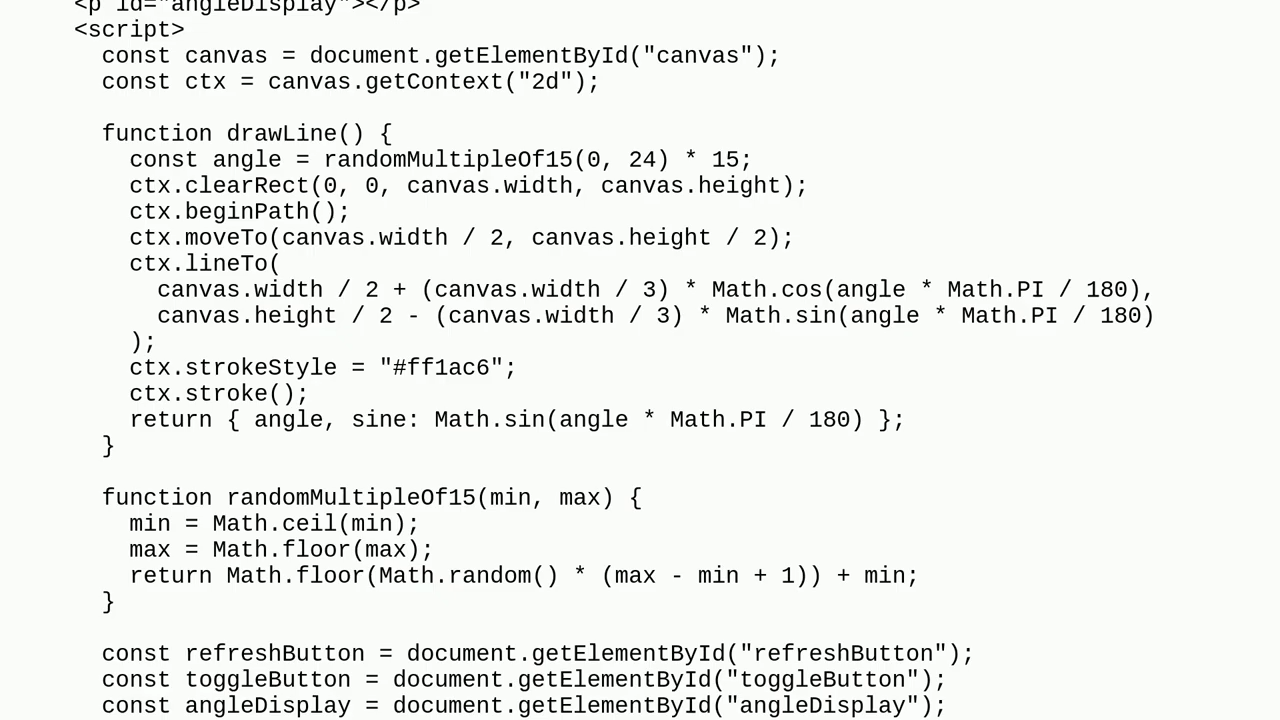 <p id="angleDisplay"></p>
<script>
const canvas = document.getElementById("canvas");
const ctx = canvas.getContext("2d");
function drawLine() {
const angle = randomMultipleOf15(0, 24) * 15;
ctx.clearRect(0, 0, canvas.width, canvas.height);
ctx.beginPath();
ctx.moveTo(canvas.width / 2, canvas.height / 2);
ctx.lineTo(
canvas.width / 2 + (canvas.width / 3) * Math.cos(angle * Math.PI / 180),
canvas.height / 2 - (canvas.width / 3) * Math.sin(angle * Math.PI / 180)
);
ctx.strokeStyle = "#ff1ac6";
ctx.stroke();
return { angle, sine: Math.sin(angle * Math.PI / 180) };
}
function randomMultipleOf15(min, max) {
min = Math.ceil(min);
max = Math.floor(max);
return Math.floor(Math.random() * (max - min + 1)) + min;
}
const refreshButton = document.getElementById("refreshButton");
const toggleButton = document.getElementById("toggleButton");
const angleDisplay = document.getElementById("angleDisplay");